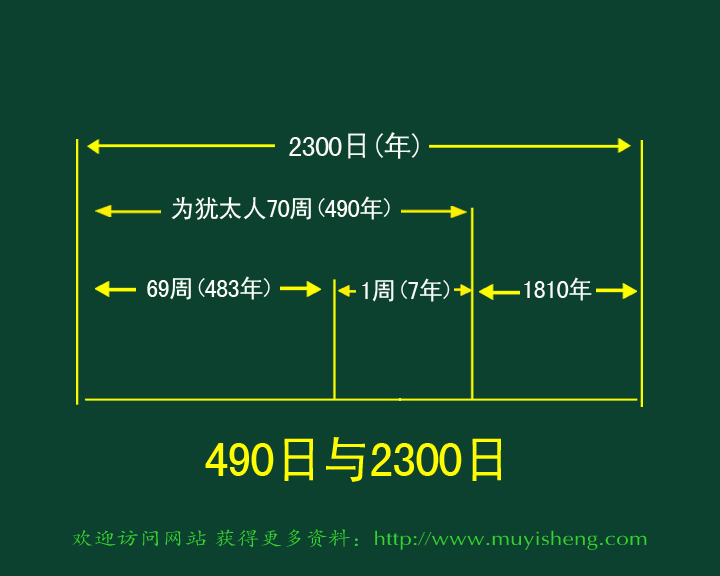 2300日(年)
为犹太人70周(490年)
69周(483年)
1周(7年)
1810年
490日与2300日
欢迎访问网站 获得更多资料：http://www.muyisheng.com